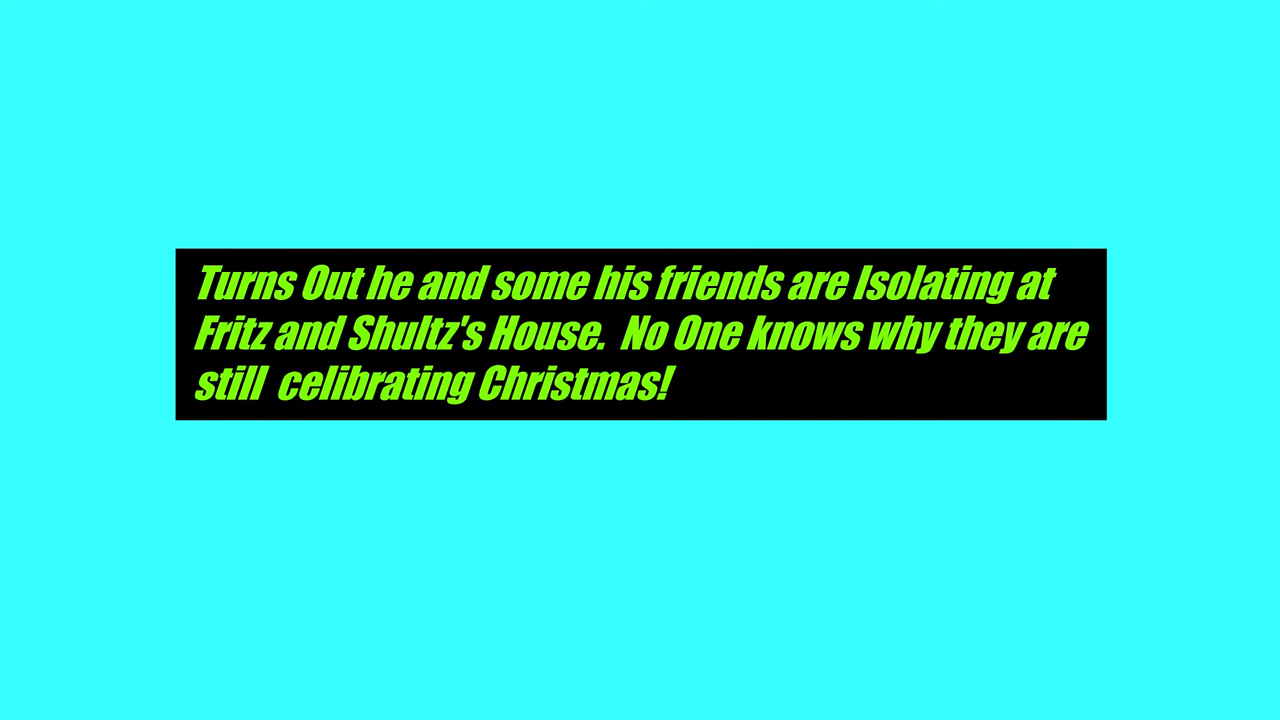 Turns Out he and some his friends are Isolating at
Fritz and Shultz's House.  No One knows why they are
still  celibrating Christmas!